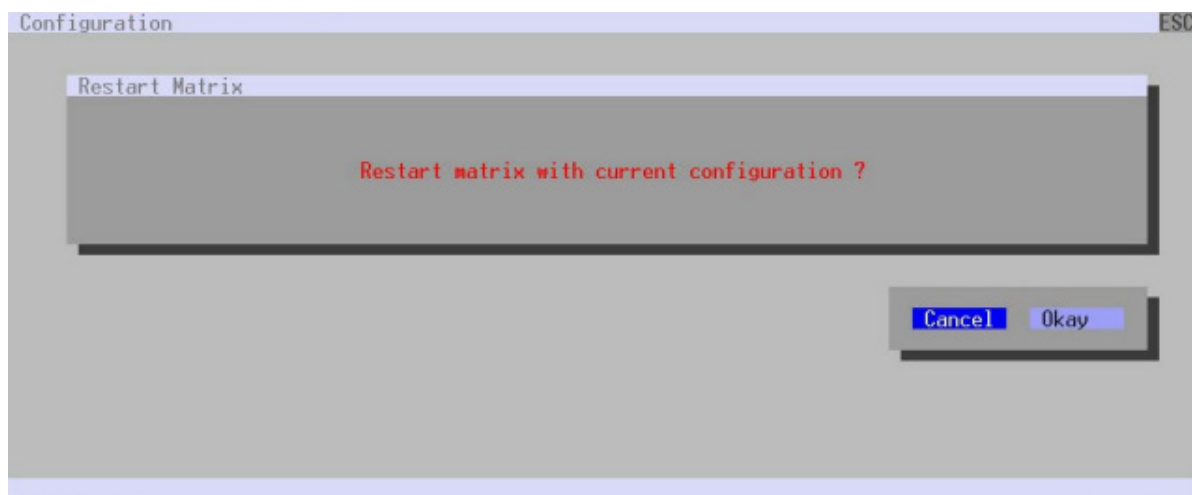 Configuration ESC
Restart Matrix
Restart matrix with current configuration ?
Cancel Okay